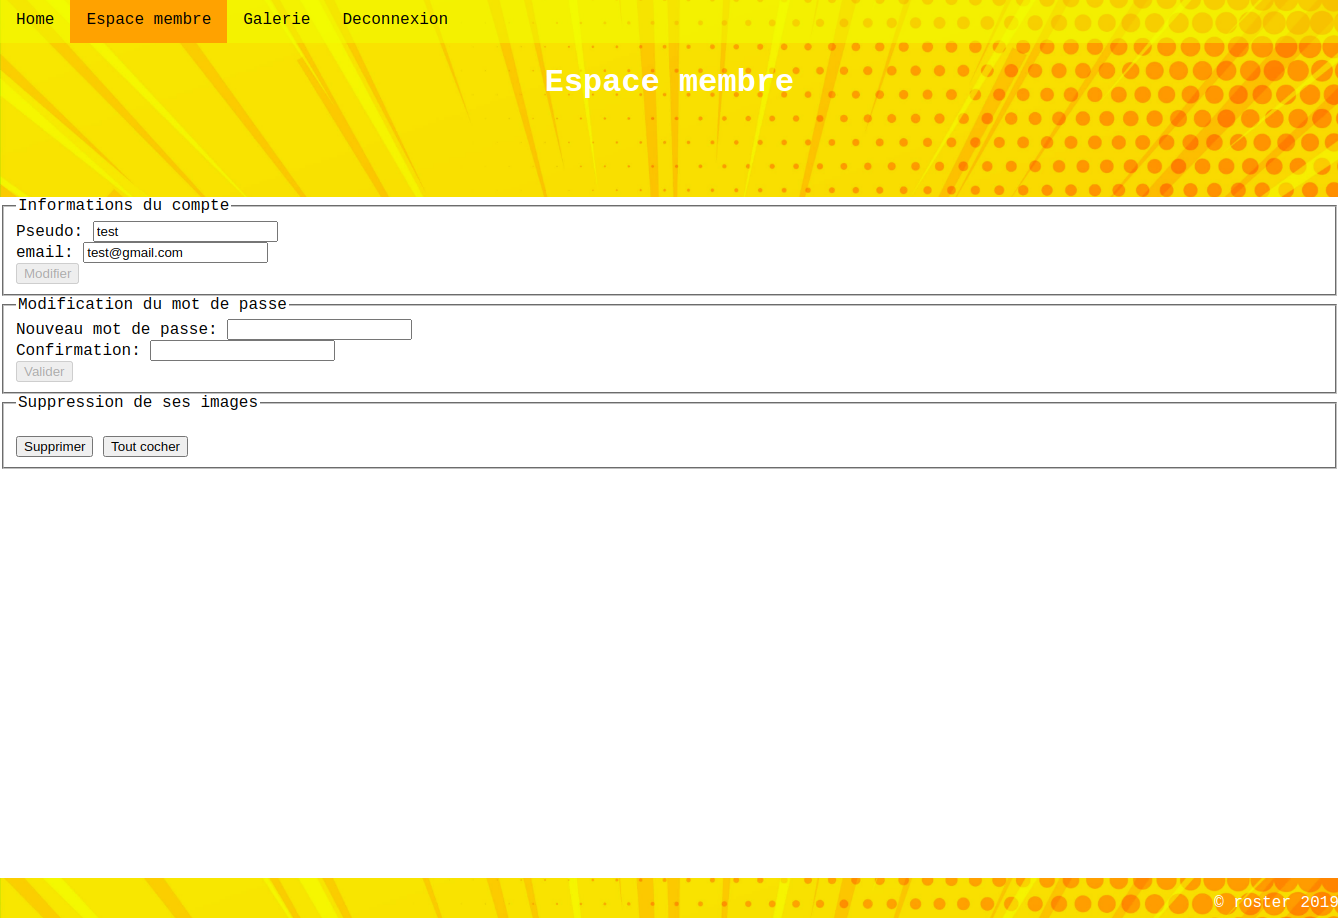 Home Espace membre Galerie Deconnexion
Espace membre
Informations du compte
Pseudo: test
email: test@gmail.com
Modifier
Modification du mot de passe
Nouveau mot de passe:
Confirmation:
Valider
Suppression de ses images
Supprimer Tout cocher
© roster 2019